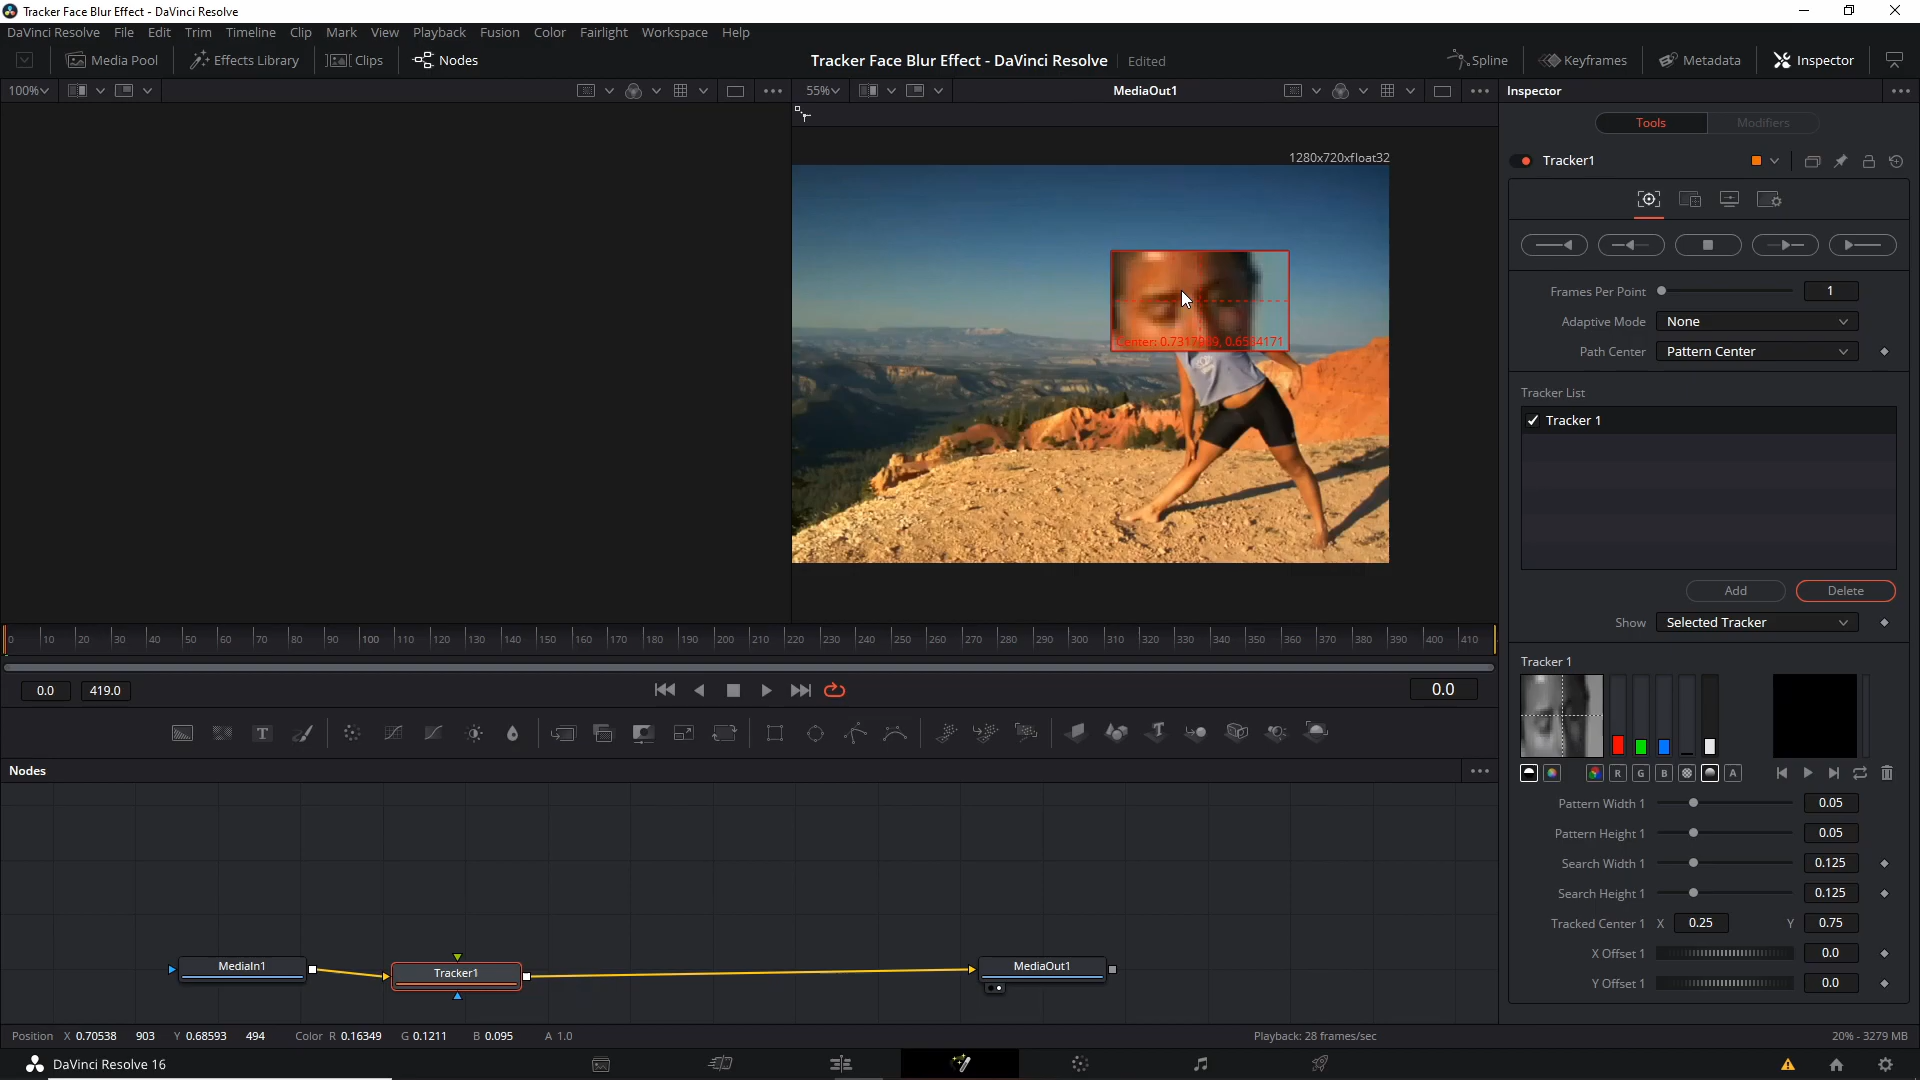 Tracker Face Blur Effect - DaVinci Resolve
DaVinci Resolve File Edit Trim Timeline Clip Mark View Playback Fusion Color Fairlight Workspace Help
Media Pool Effects Library Clips Nodes Tracker Face Blur Effect - DaVinci Resolve Edited Spline Keyframes Metadata Inspector
100% 55% MediaOut1 Inspector
Tools Modifiers
1280x720xfloat32
Tracker1
Frames Per Point 1
Adaptive Mode None
Path Center Pattern Center
Tracker List
Tracker 1
Add Delete
Show Selected Tracker
0 10 20 30 40 50 60 70 80 90 100 110 120 130 140 150 160 170 180 190 200 210 220 230 240 250 260 270 280 290 300 310 320 330 340 350 360 370 380 390 400 410
0.0 419.0 0.0
Tracker 1
T T
Nodes
R G B A
Pattern Width 1 0.05
Pattern Height 1 0.05
Search Width 1 0.125
Search Height 1 0.125
Tracked Center 1 X 0.25 Y 0.75
X Offset 1 0.0
Y Offset 1 0.0
MediaIn1 Tracker1 MediaOut1
Position X 0.70538 903 Y 0.68593 494 Color R 0.16349 G 0.1211 B 0.095 A 1.0 Playback: 28 frames/sec 20% - 3279 MB
DaVinci Resolve 16